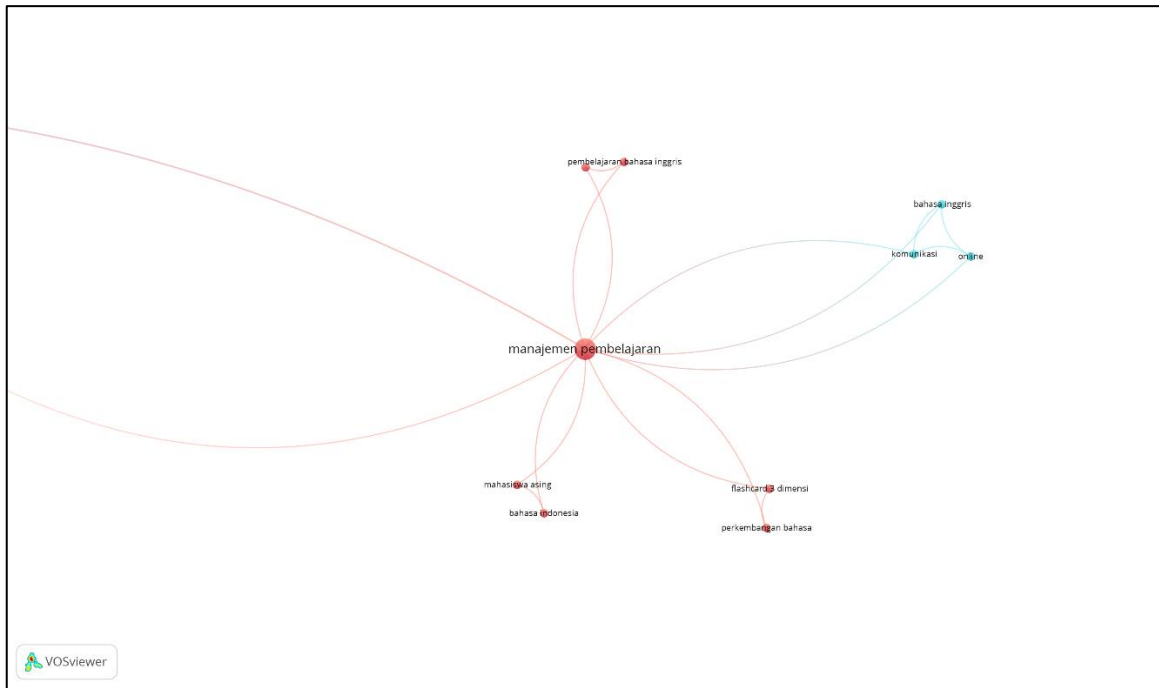 pembelajaran bahasa inggris
bahasa inggris
komunikasi
online
manajemen pembelajaran
mahasiswa asing
flashcard 3 dimensi
bahasa indonesia
perkembangan bahasa
VOSviewer